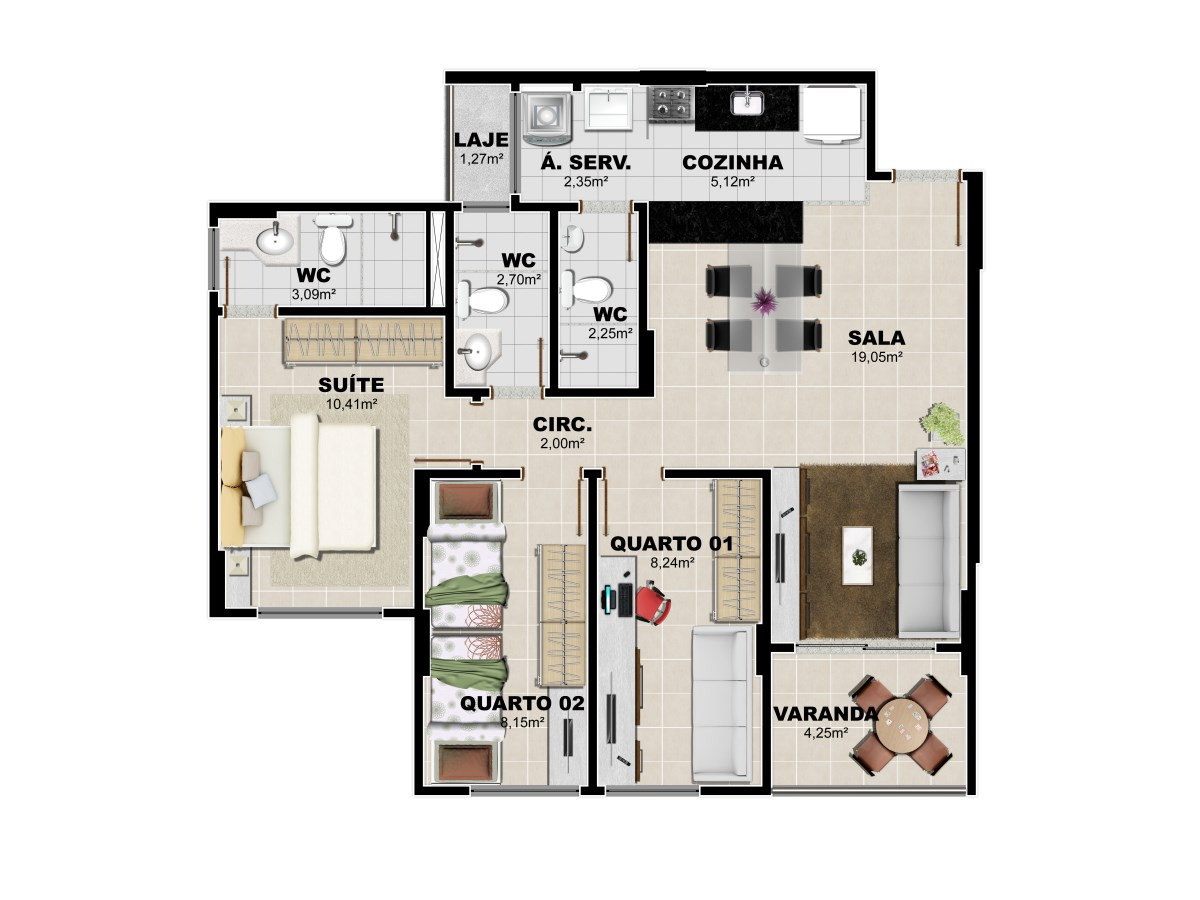 LAJE
1,27m²
Á. SERV.
2,35m²
COZINHA
5,12m²
WC
3,09m²
WC
2,70m²
WC
2,25m²
SALA
19,05m²
SUÍTE
10,41m²
CIRC.
2,00m²
QUARTO 01
8,24m²
QUARTO 02
8,15m²
VARANDA
4,25m²